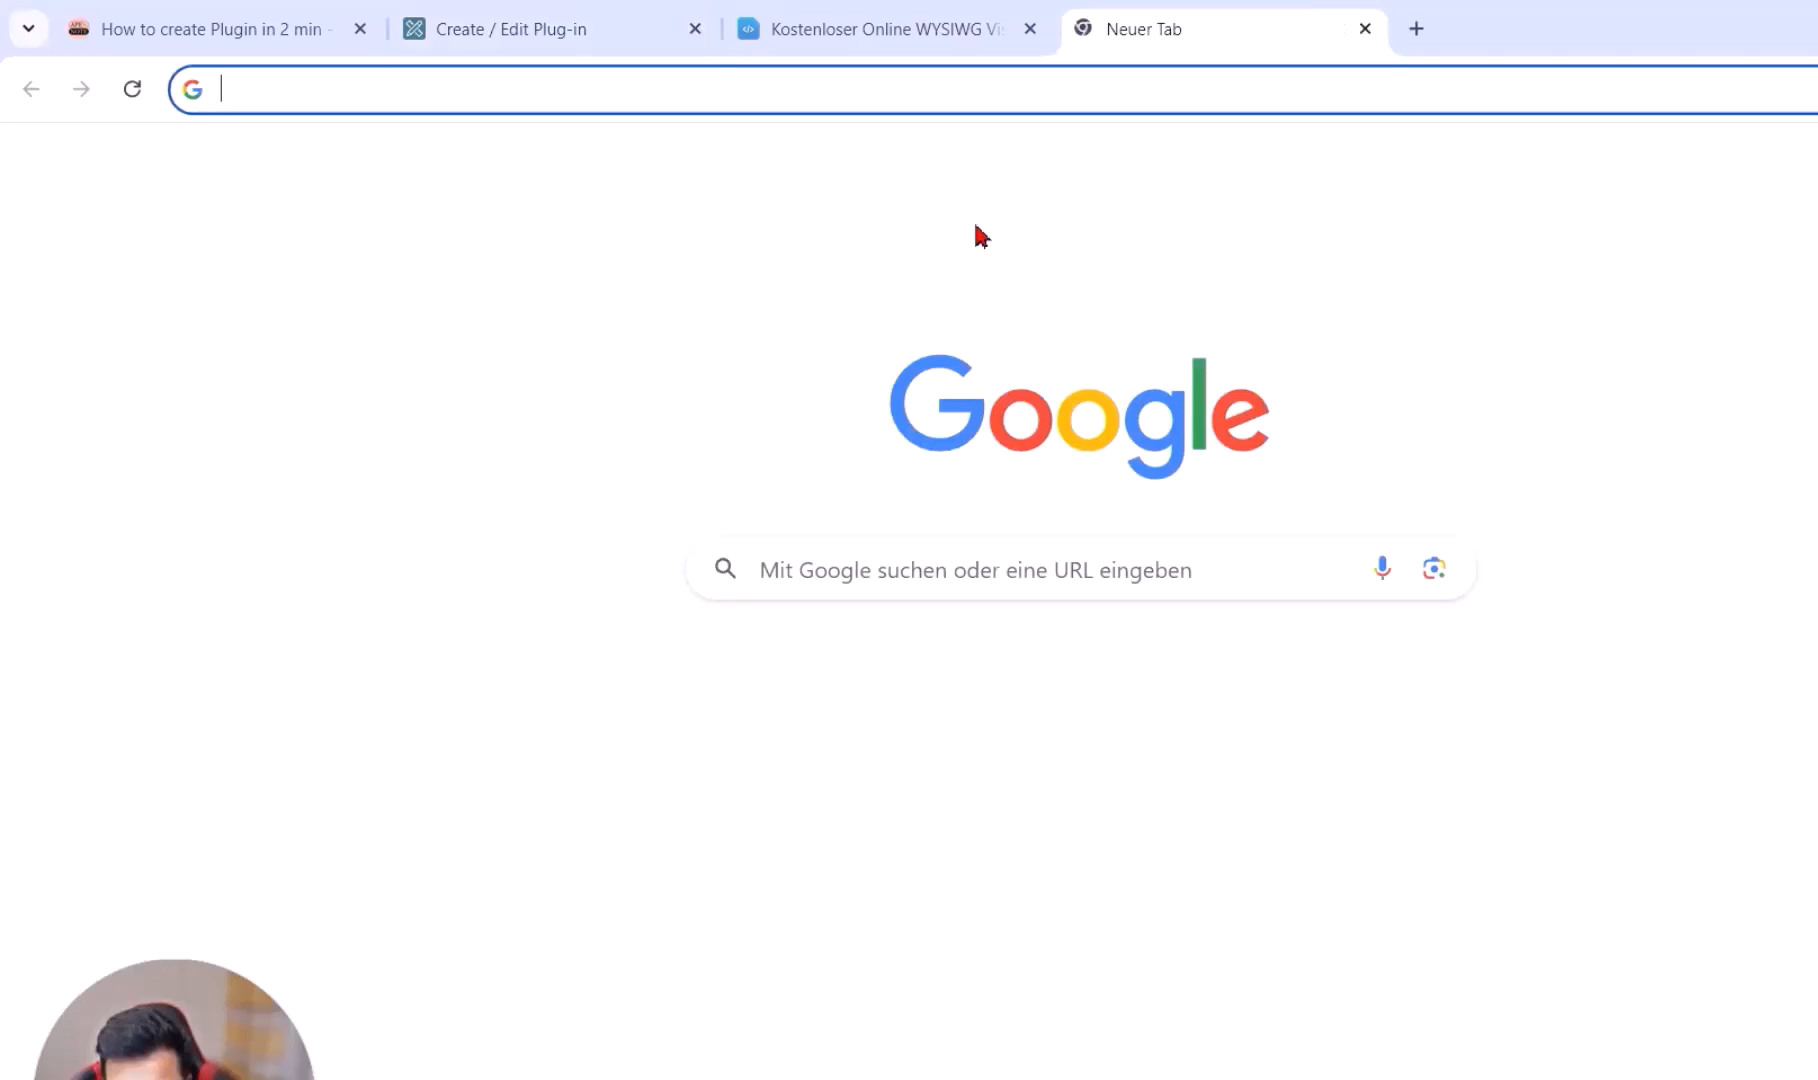 How to create Plugin in 2 min -
Create / Edit Plug-in
Kostenloser Online WYSIWG Vis
Neuer Tab
Google
Mit Google suchen oder eine URL eingeben